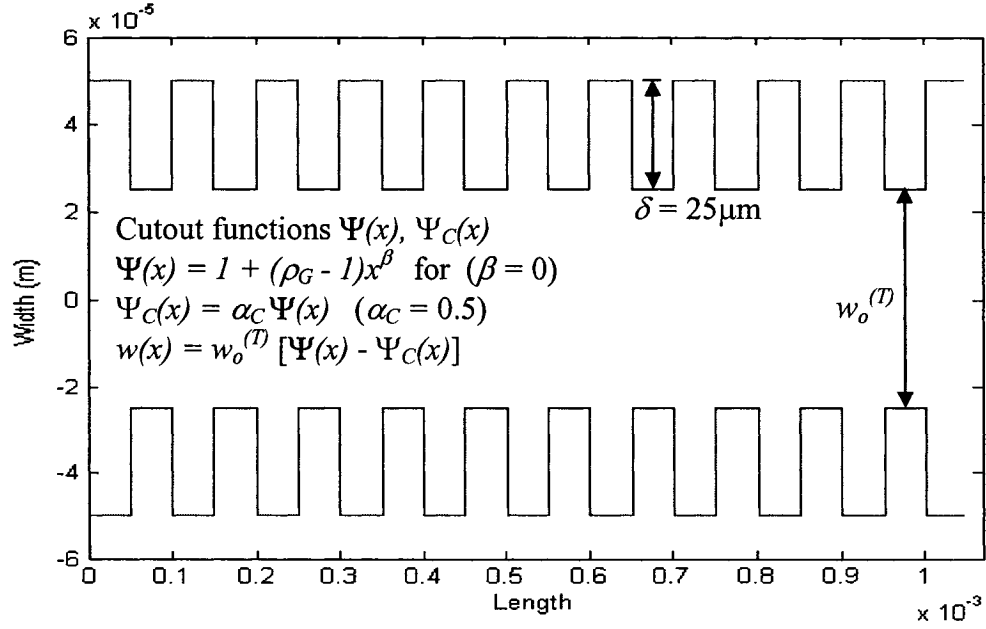 x 10⁻⁵
6
4
2
0
-2
-4
-6
Width (m)
δ = 25μm
Cutout functions Ψ(x), Ψ_C(x)
Ψ(x) = 1 + (ρ_G - 1)x^β for (β = 0)
Ψ_C(x) = α_C Ψ(x) (α_C = 0.5)
w(x) = w_o^(T) [Ψ(x) - Ψ_C(x)]
w_o^(T)
0 0.1 0.2 0.3 0.4 0.5 0.6 0.7 0.8 0.9 1
Length
x 10⁻³